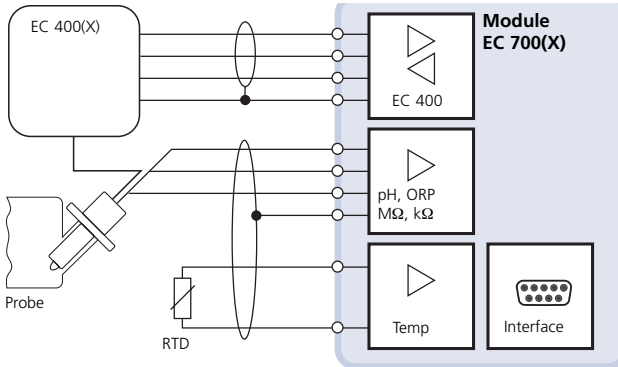 EC 400(X)
Module
EC 700(X)
EC 400
pH, ORP
MΩ, kΩ
Probe
RTD
Temp
Interface